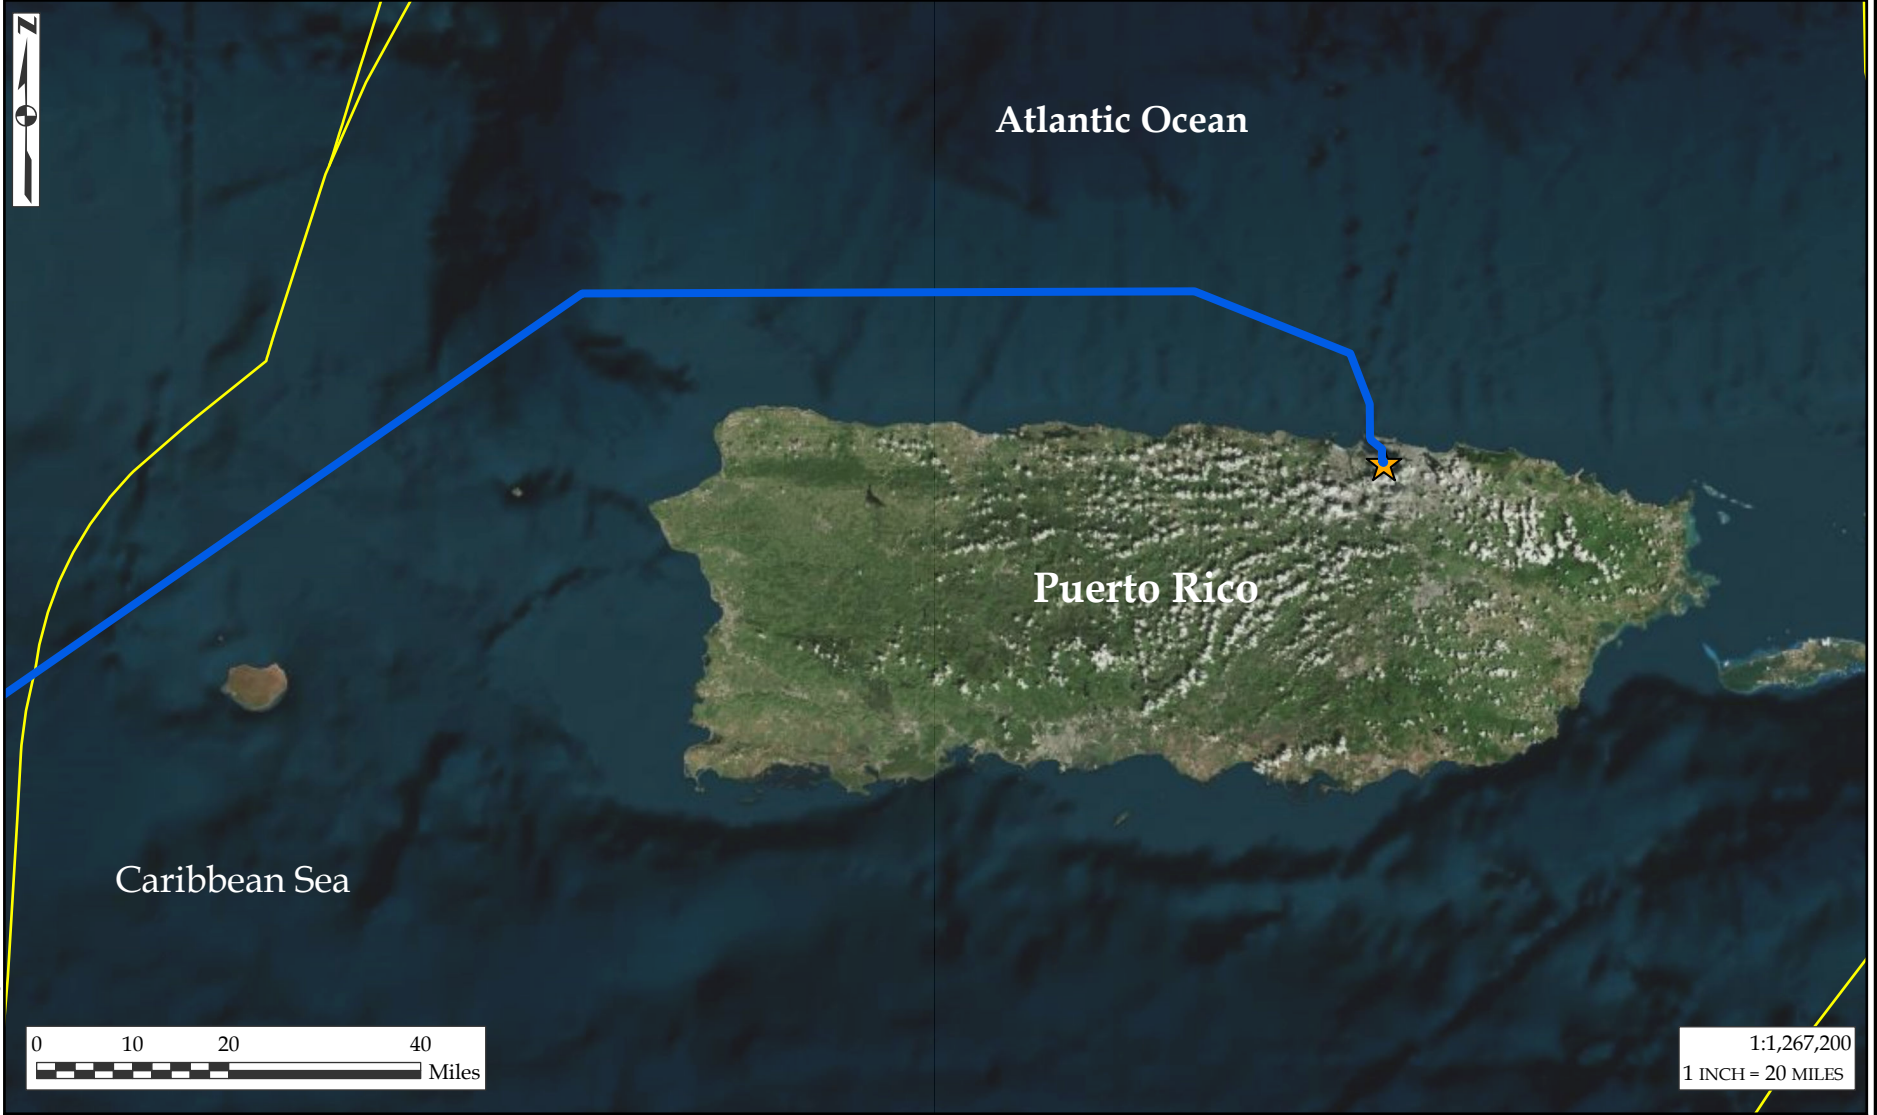 Z
Atlantic Ocean
Puerto Rico
Caribbean Sea
0 10 20 40
Miles
1:1,267,200
1 INCH = 20 MILES